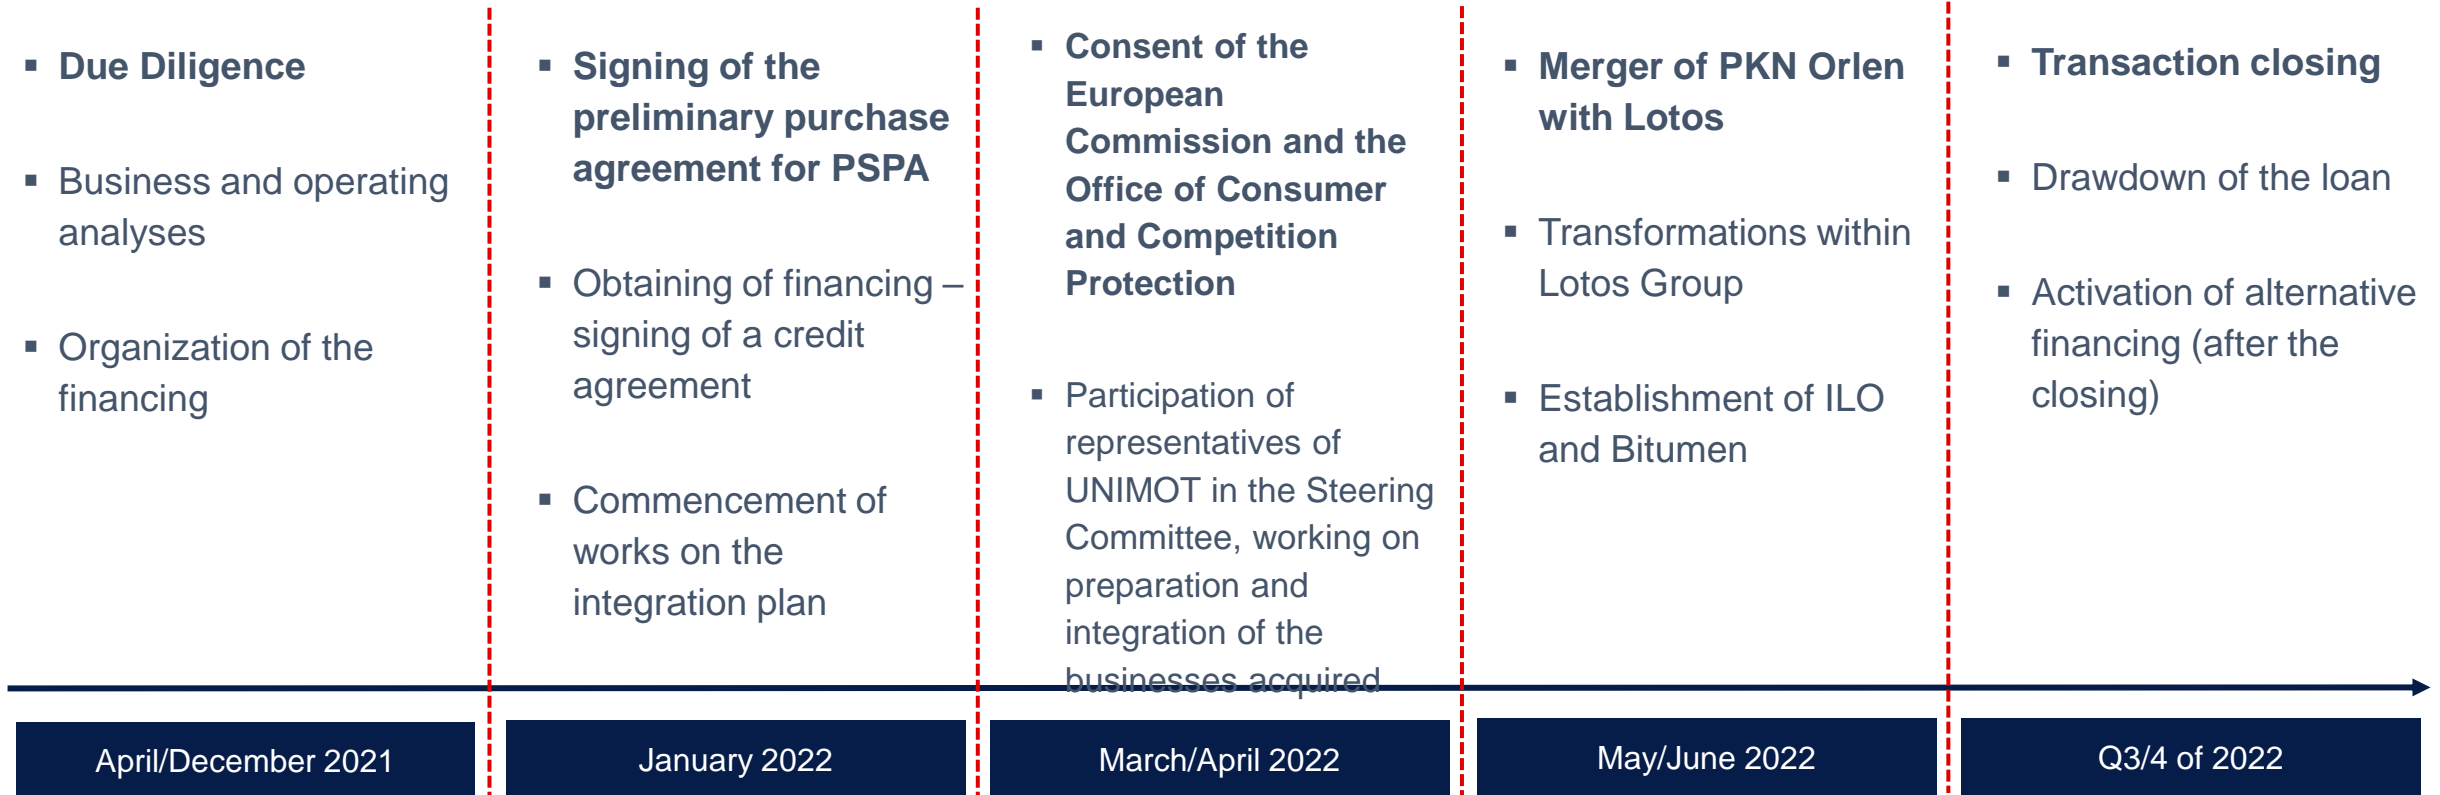 ▪ Due Diligence
▪ Business and operating
analyses
▪ Organization of the
financing
▪ Signing of the
preliminary purchase
agreement for PSPA
▪ Obtaining of financing –
signing of a credit
agreement
▪ Commencement of
works on the
integration plan
▪ Consent of the
European
Commission and the
Office of Consumer
and Competition
Protection
▪ Participation of
representatives of
UNIMOT in the Steering
Committee, working on
preparation and
integration of the
businesses acquired
▪ Merger of PKN Orlen
with Lotos
▪ Transformations within
Lotos Group
▪ Establishment of ILO
and Bitumen
▪ Transaction closing
▪ Drawdown of the loan
▪ Activation of alternative
financing (after the
closing)
April/December 2021
January 2022
March/April 2022
May/June 2022
Q3/4 of 2022